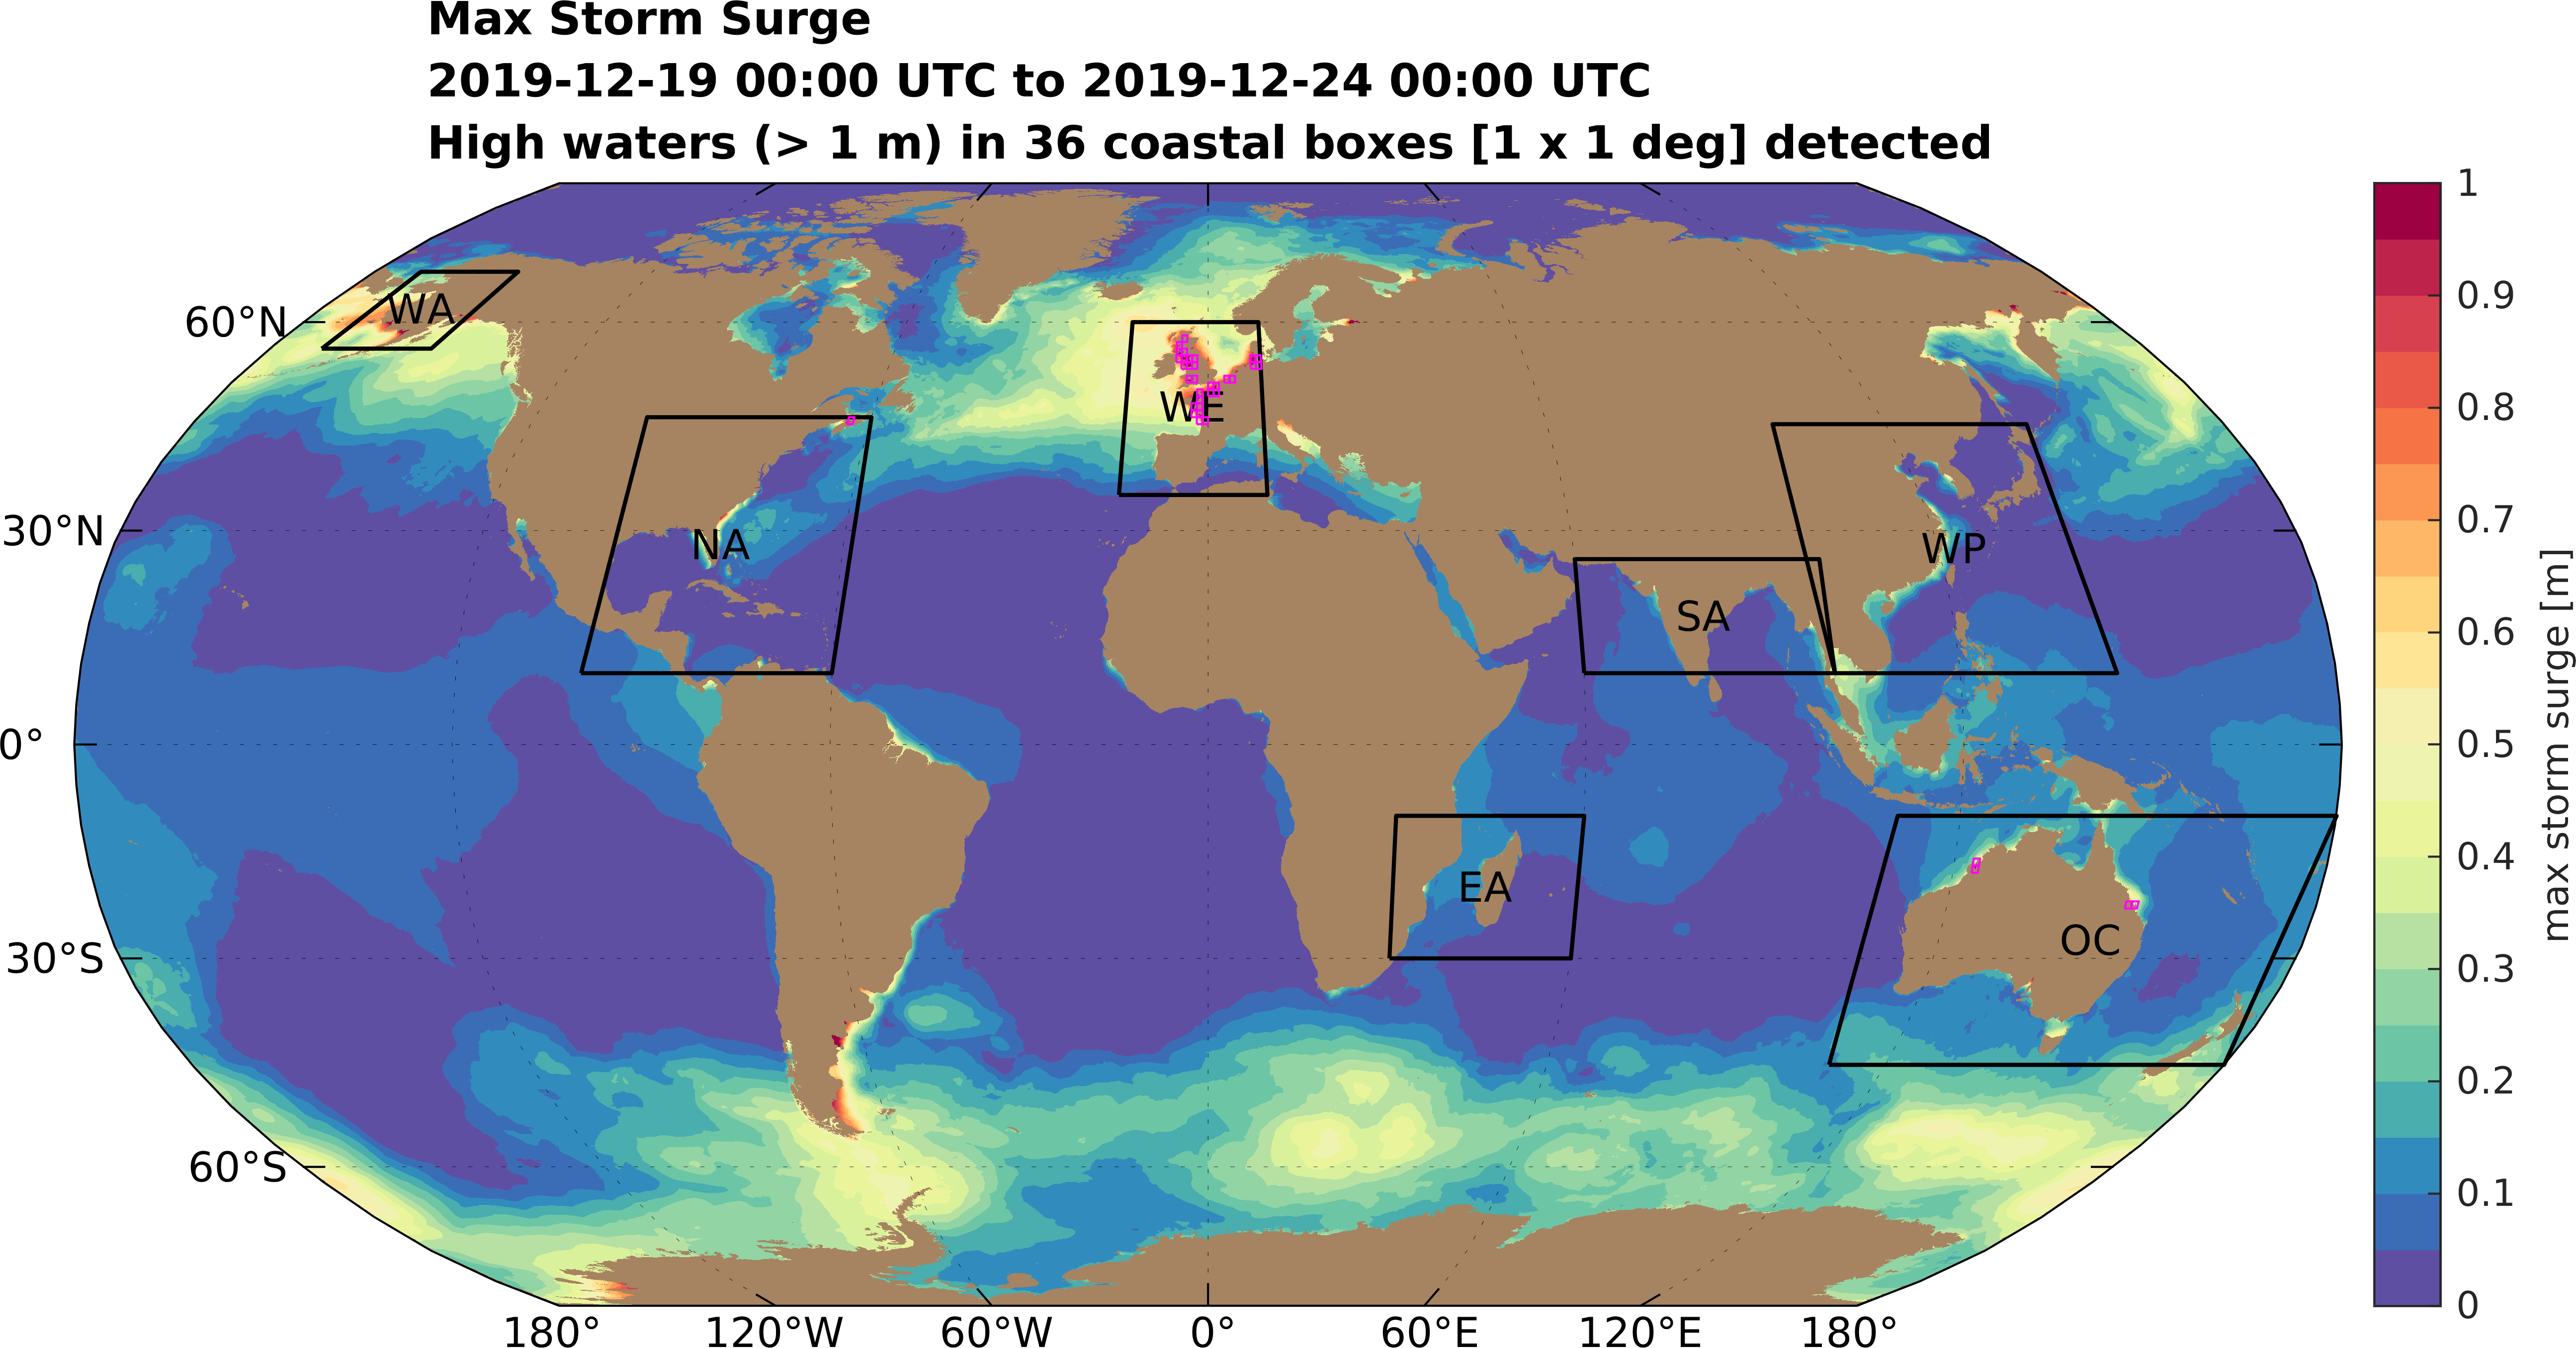 Max Storm Surge
2019-12-19 00:00 UTC to 2019-12-24 00:00 UTC
High waters (> 1 m) in 36 coastal boxes [1 x 1 deg] detected
60°N
30°N
0°
30°S
60°S
WA
NA
WE
SA
WP
EA
OC
180°
120°W
60°W
0°
60°E
120°E
180°
1
0.9
0.8
0.7
0.6
0.5
0.4
0.3
0.2
0.1
0
max storm surge [m]